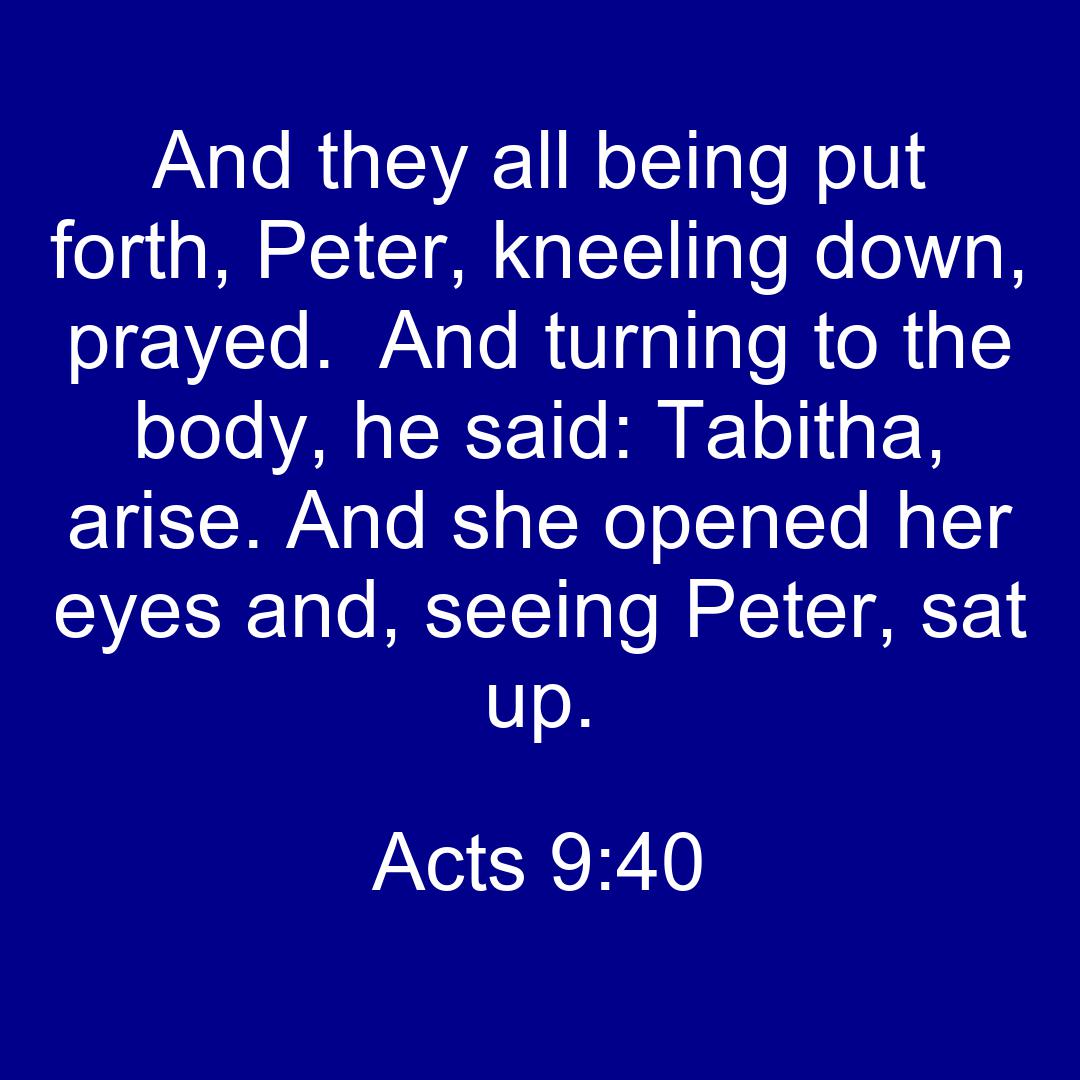 And they all being put
forth, Peter, kneeling down,
prayed.  And turning to the
body, he said: Tabitha,
arise. And she opened her
eyes and, seeing Peter, sat
up.
Acts 9:40